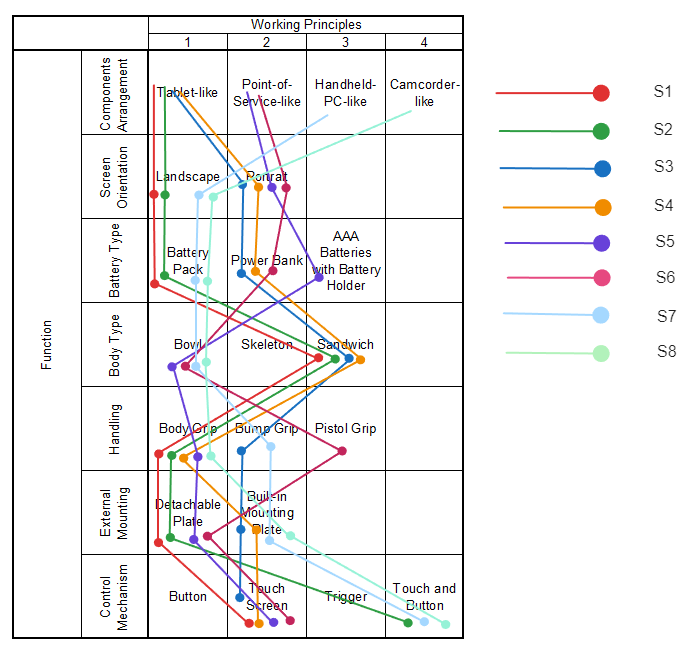 Working Principles
1 2 3 4
Function
Components
Arrangement
Tablet-like
Point-of-
Service-like
Handheld-
PC-like
Camcorder-
like
Screen
Orientation
Landscape
Portrait
Battery Type
Battery
Pack
Power Bank
AAA
Batteries
with Battery
Holder
Body Type
Bowl
Skeleton
Sandwich
Handling
Body Grip
Bump Grip
Pistol Grip
External
Mounting
Detachable
Plate
Built-in
Mounting
Plate
Control
Mechanism
Button
Touch
Screen
Trigger
Touch and
Button
S1
S2
S3
S4
S5
S6
S7
S8